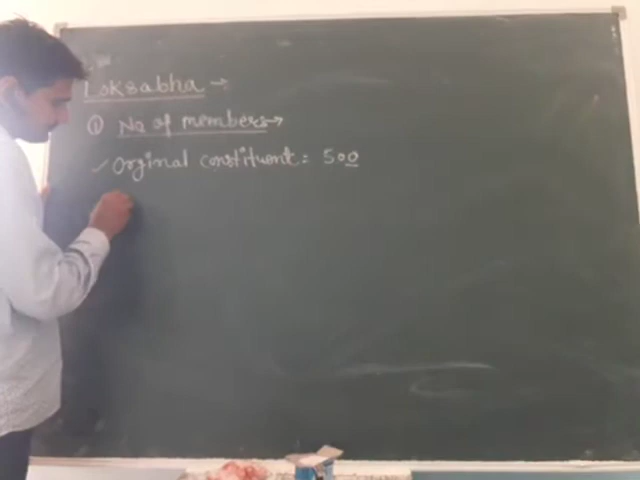 Loksabha →
① No of members →
✓ Orginal constituent = 500